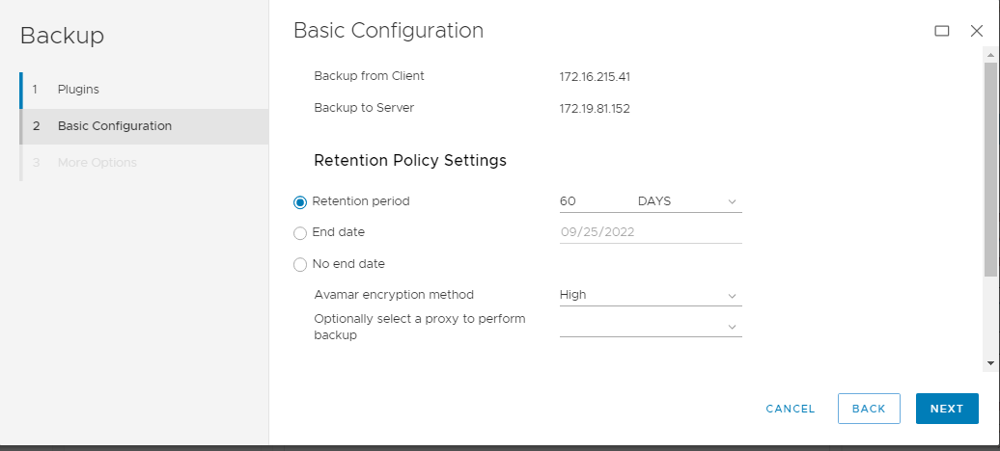 Backup
1 Plugins
2 Basic Configuration
3 More Options
Basic Configuration
Backup from Client 172.16.215.41
Backup to Server 172.19.81.152
Retention Policy Settings
Retention period 60 DAYS
End date 09/25/2022
No end date
Avamar encryption method High
Optionally select a proxy to perform
backup
CANCEL BACK NEXT